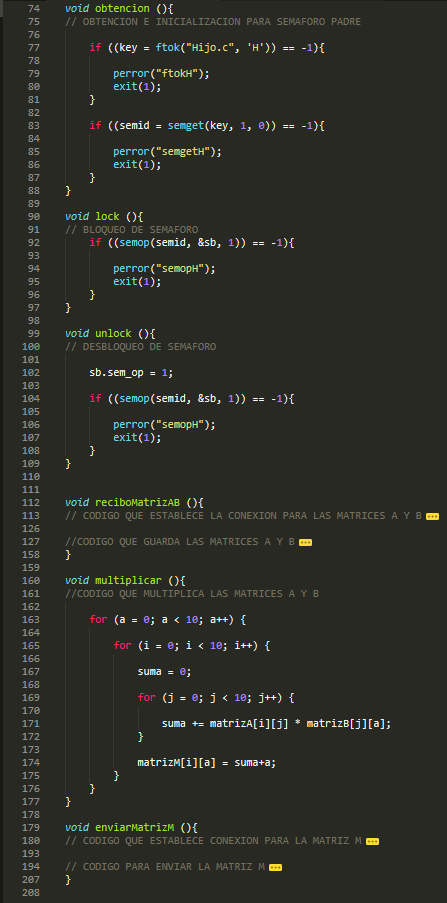 74 void obtencion (){
75 // OBTENCION E INICIALIZACION PARA SEMAFORO PADRE
76
77 if ((key = ftok("Hijo.c", 'H')) == -1){
78
79 perror("ftokH");
80 exit(1);
81 }
82
83 if ((semid = semget(key, 1, 0)) == -1){
84
85 perror("semgetH");
86 exit(1);
87 }
88 }
89
90 void lock (){
91 // BLOQUEO DE SEMAFORO
92 if ((semop(semid, &sb, 1)) == -1){
93
94 perror("semopH");
95 exit(1);
96 }
97 }
98
99 void unlock (){
100 // DESBLOQUEO DE SEMAFORO
101
102 sb.sem_op = 1;
103
104 if ((semop(semid, &sb, 1)) == -1){
105
106 perror("semopH");
107 exit(1);
108 }
109 }
110
111
112 void reciboMatrizAB (){
113 // CODIGO QUE ESTABLECE LA CONEXION PARA LAS MATRICES A Y B
126
127 //CODIGO QUE GUARDA LAS MATRICES A Y B
158 }
159
160 void multiplicar (){
161 //CODIGO QUE MULTIPLICA LAS MATRICES A Y B
162
163 for (a = 0; a < 10; a++) {
164
165 for (i = 0; i < 10; i++) {
166
167 suma = 0;
168
169 for (j = 0; j < 10; j++) {
170
171 suma += matrizA[i][j] * matrizB[j][a];
172 }
173
174 matrizM[i][a] = suma+a;
175 }
176 }
177 }
178
179 void enviarMatrizM (){
180 // CODIGO QUE ESTABLECE CONEXION PARA LA MATRIZ M
193
194 // CODIGO PARA ENVIAR LA MATRIZ M
207 }
208